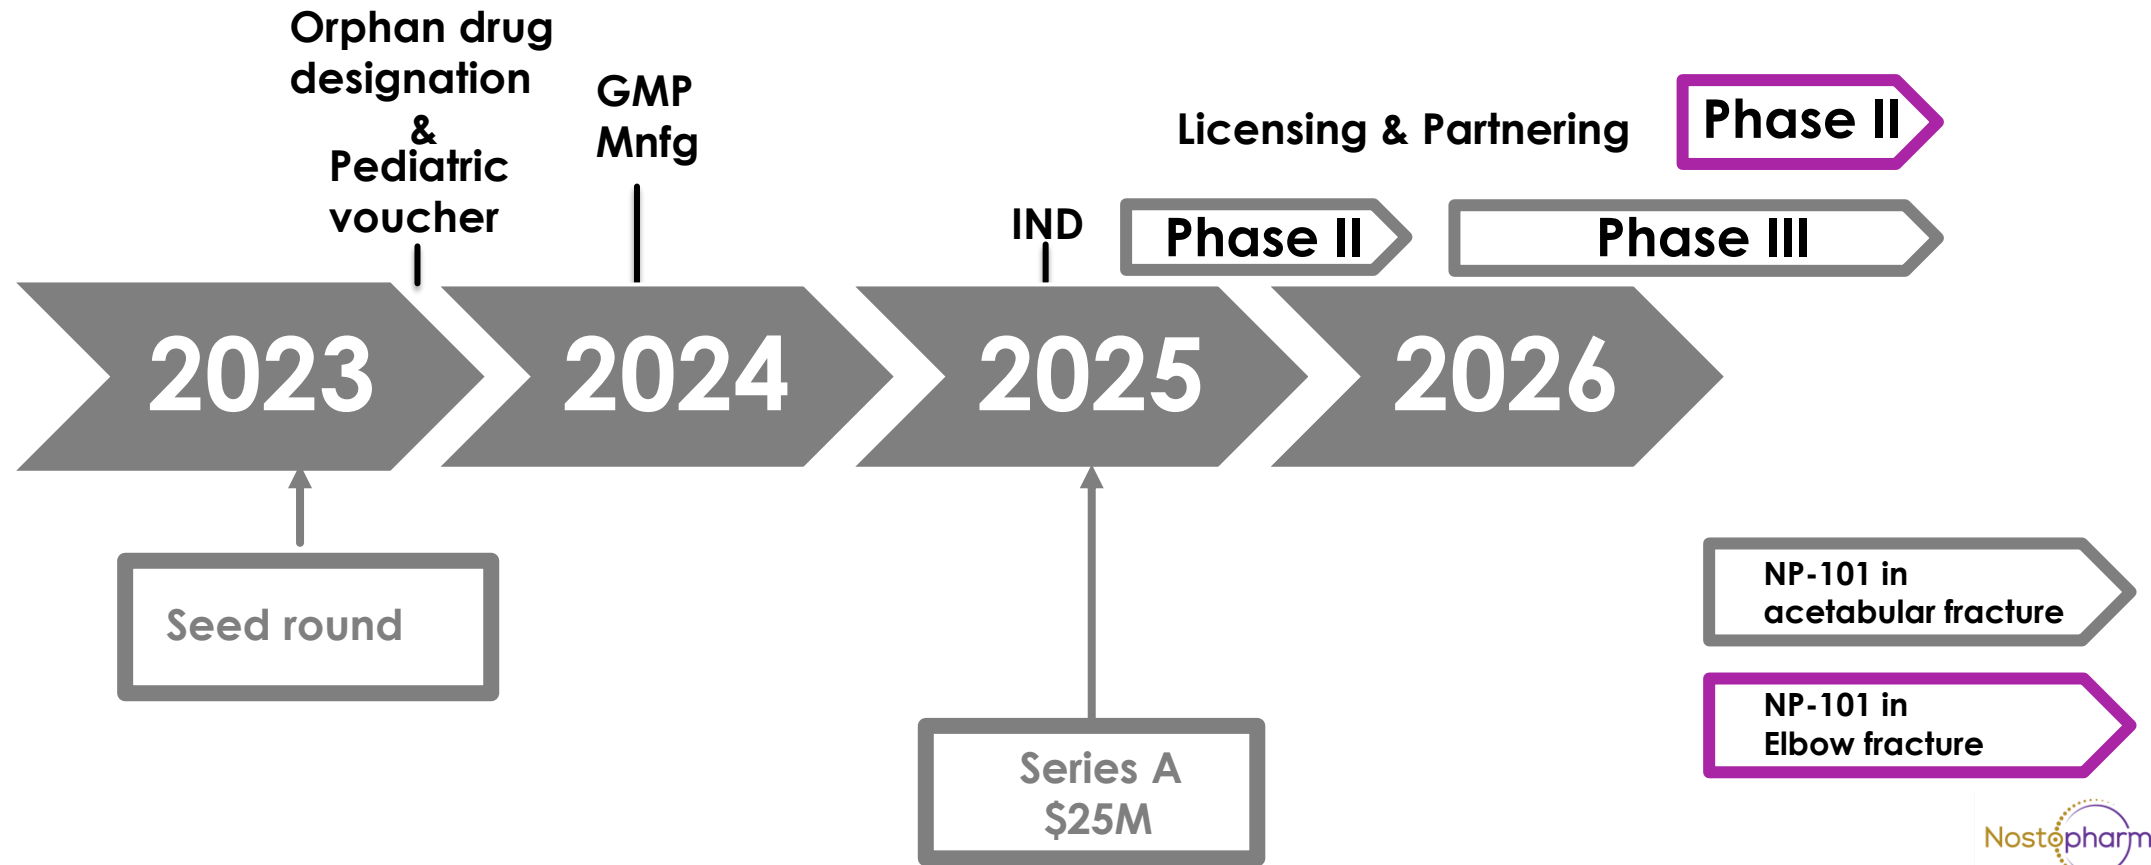 Orphan drug
designation
&
Pediatric
voucher
GMP
Mnfg
Licensing & Partnering
Phase II
IND
Phase II
Phase III
2023
2024
2025
2026
Seed round
Series A
$25M
NP-101 in
acetabular fracture
NP-101 in
Elbow fracture
Nostopharm